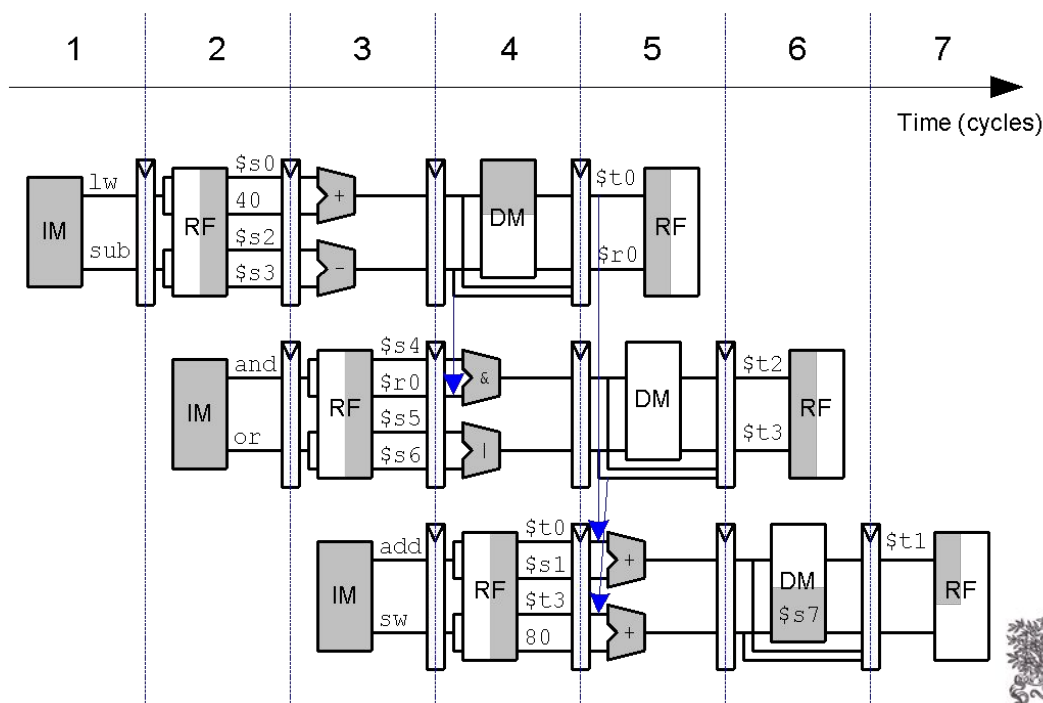 1 2 3 4 5 6 7
Time (cycles)
IM
lw
sub
RF
$s0
40
$s2
$s3
+
-
DM
$t0
$r0
RF
IM
and
or
RF
$s4
$r0
$s5
$s6
&
|
DM
$t2
$t3
RF
IM
add
sw
RF
$t0
$s1
$t3
80
+
+
DM
$s7
$t1
RF